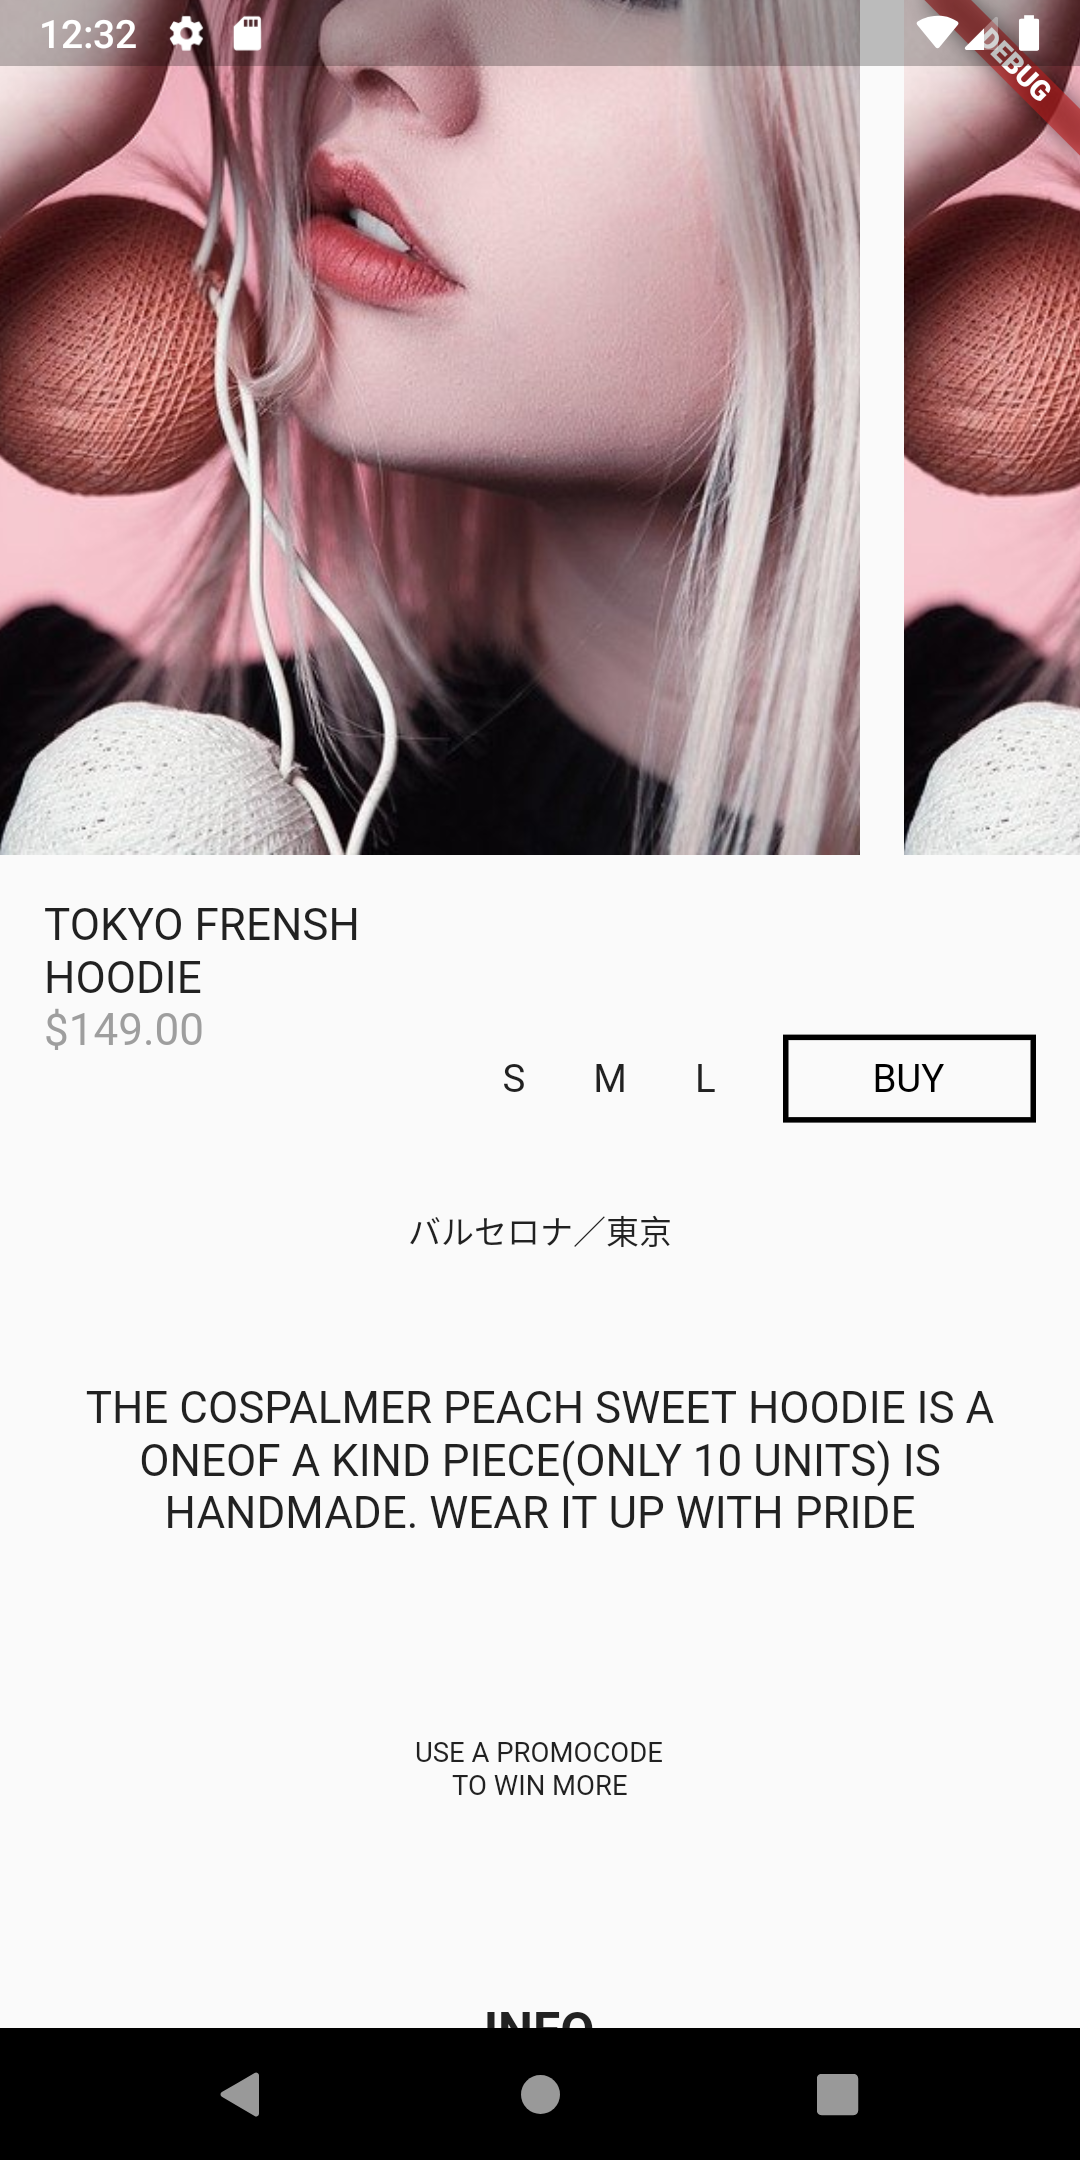 12:32
DEBUG
TOKYO FRENSH
HOODIE
$149.00
S M L BUY
バルセロナ／東京
THE COSPALMER PEACH SWEET HOODIE IS A
ONEOF A KIND PIECE(ONLY 10 UNITS) IS
HANDMADE. WEAR IT UP WITH PRIDE
USE A PROMOCODE
TO WIN MORE
INFO